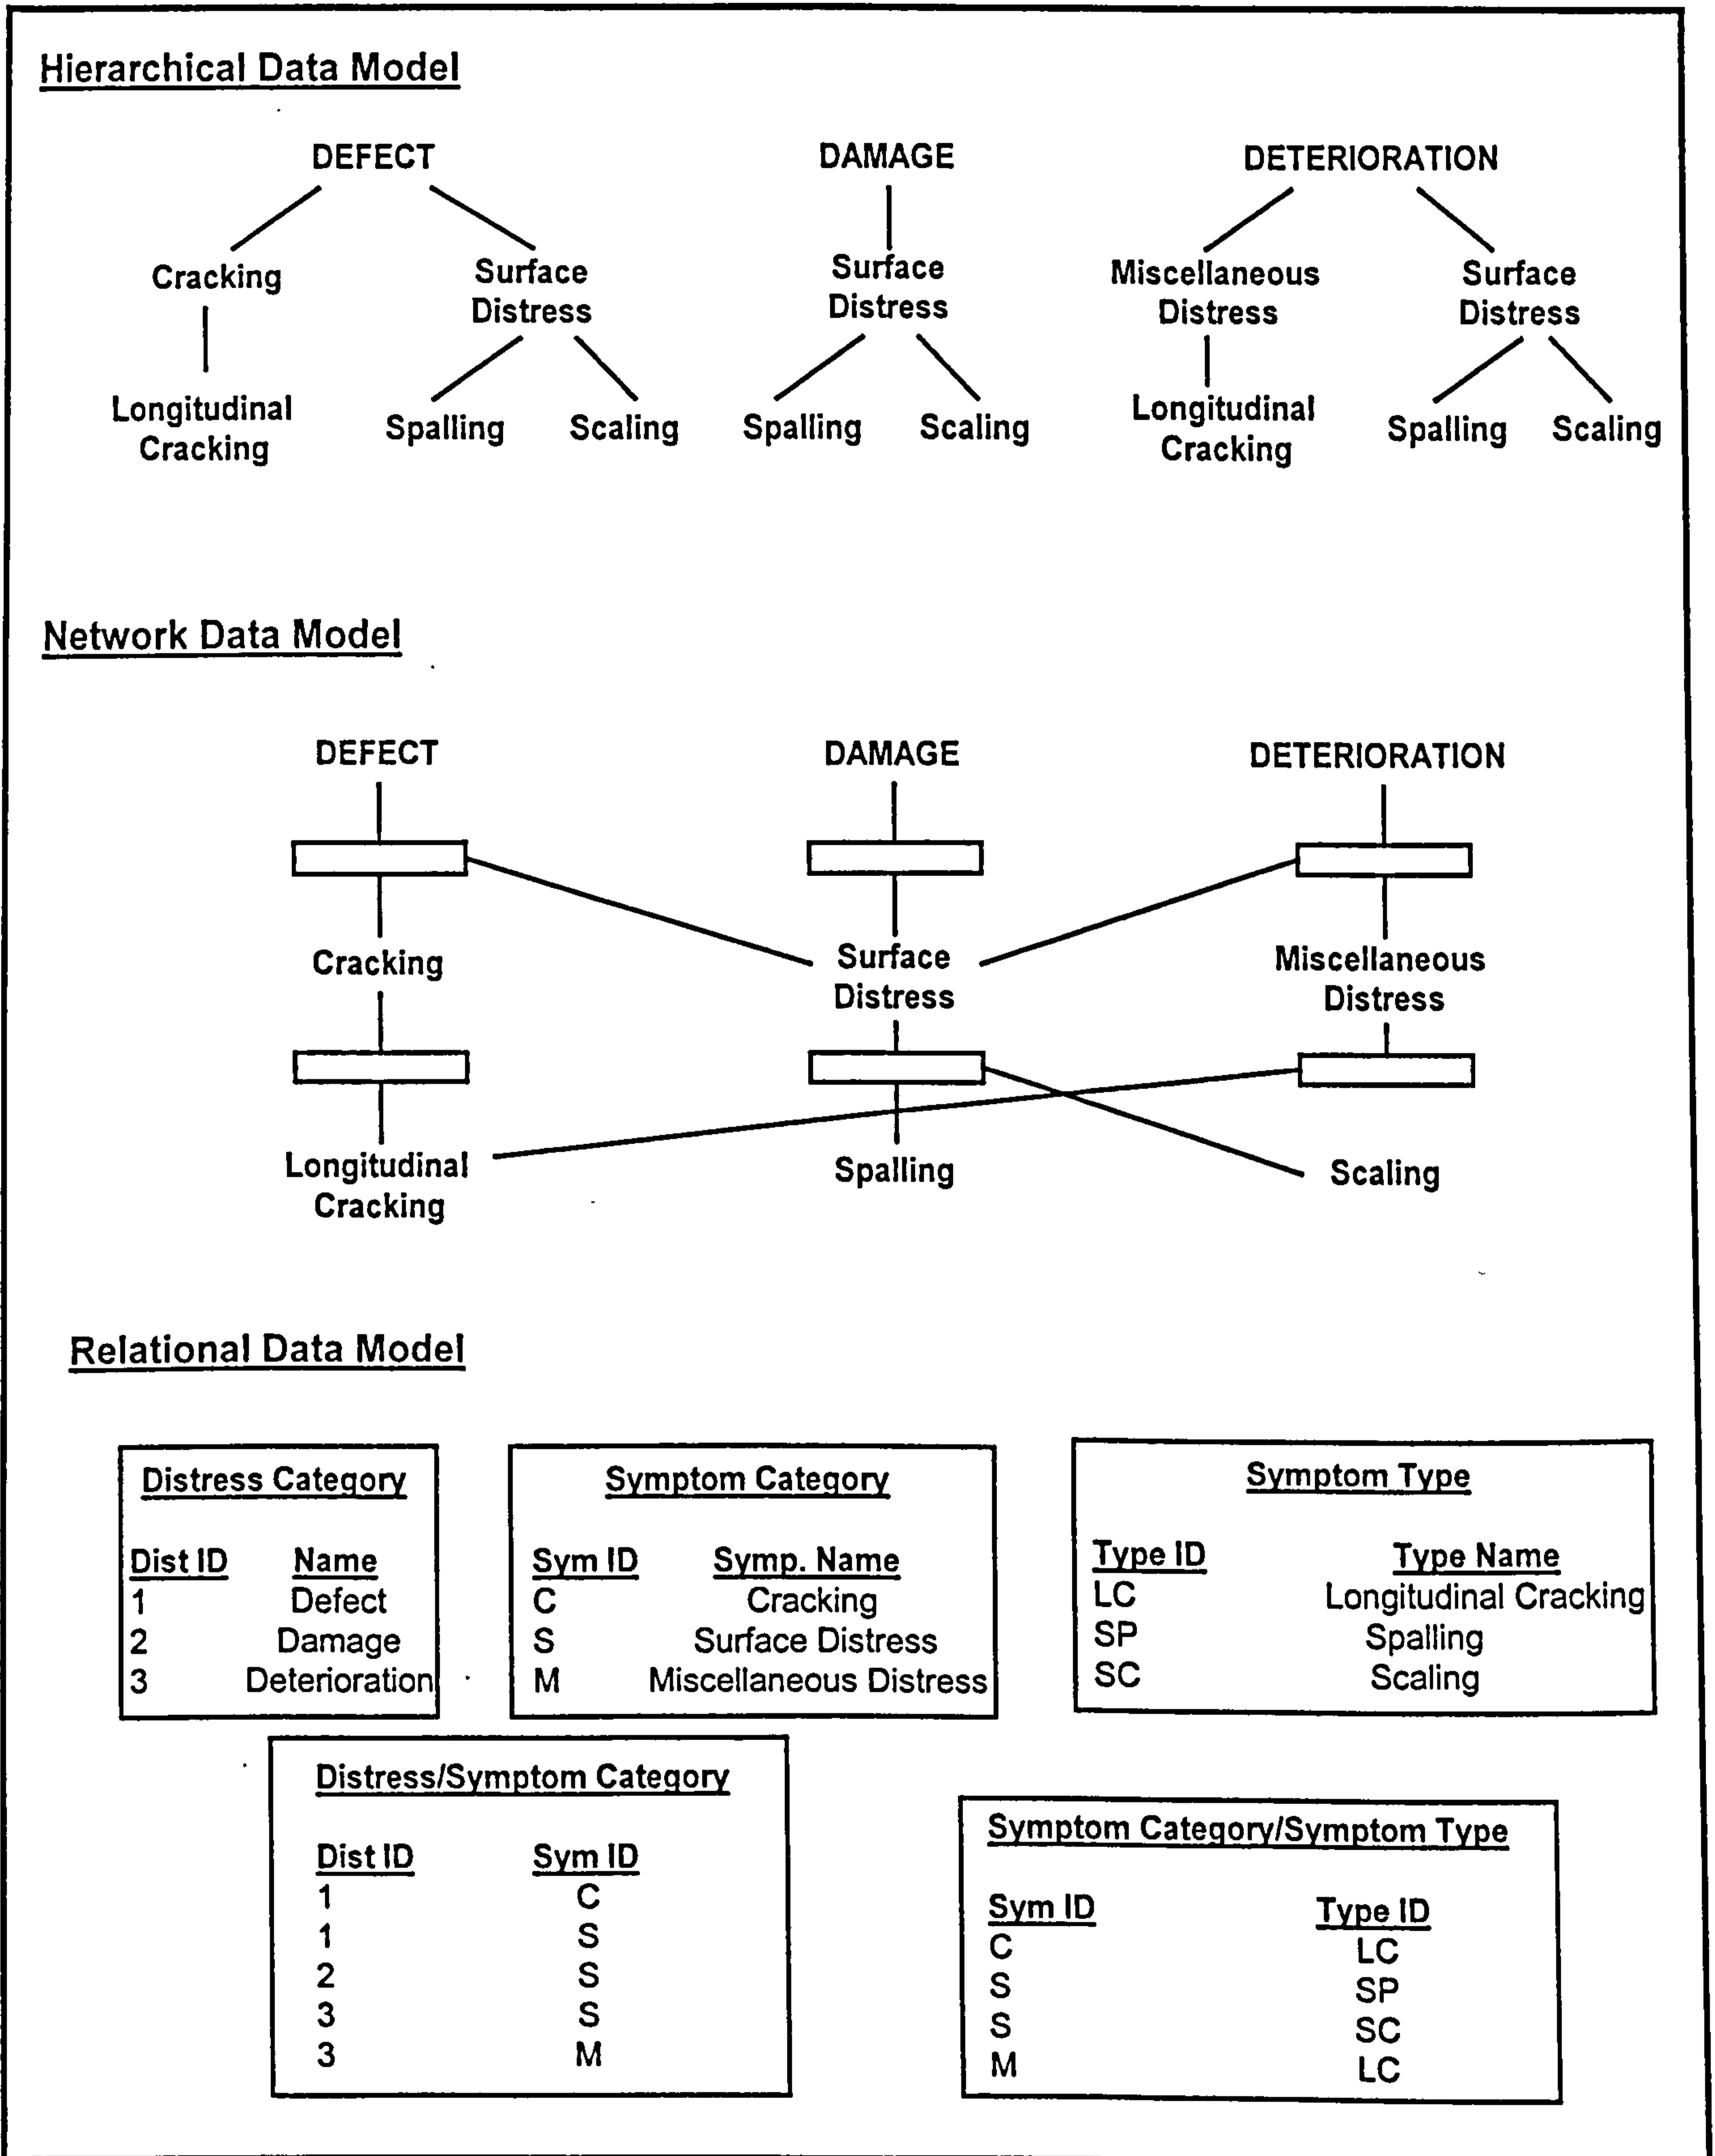 Hierarchical Data Model
DEFECT DAMAGE DETERIORATION
Cracking Surface Distress Surface Distress Miscellaneous Distress Surface Distress
Longitudinal Cracking Spalling Scaling Spalling Scaling Longitudinal Cracking Spalling Scaling
Network Data Model
DEFECT DAMAGE DETERIORATION
Cracking Surface Distress Miscellaneous Distress
Longitudinal Cracking Spalling Scaling
Relational Data Model
Distress Category
Dist ID Name
1 Defect
2 Damage
3 Deterioration
Symptom Category
Sym ID Symp. Name
C Cracking
S Surface Distress
M Miscellaneous Distress
Symptom Type
Type ID Type Name
LC Longitudinal Cracking
SP Spalling
SC Scaling
Distress/Symptom Category
Dist ID Sym ID
1 C
1 S
2 S
3 S
3 M
Symptom Category/Symptom Type
Sym ID Type ID
C LC
S SP
S SC
M LC